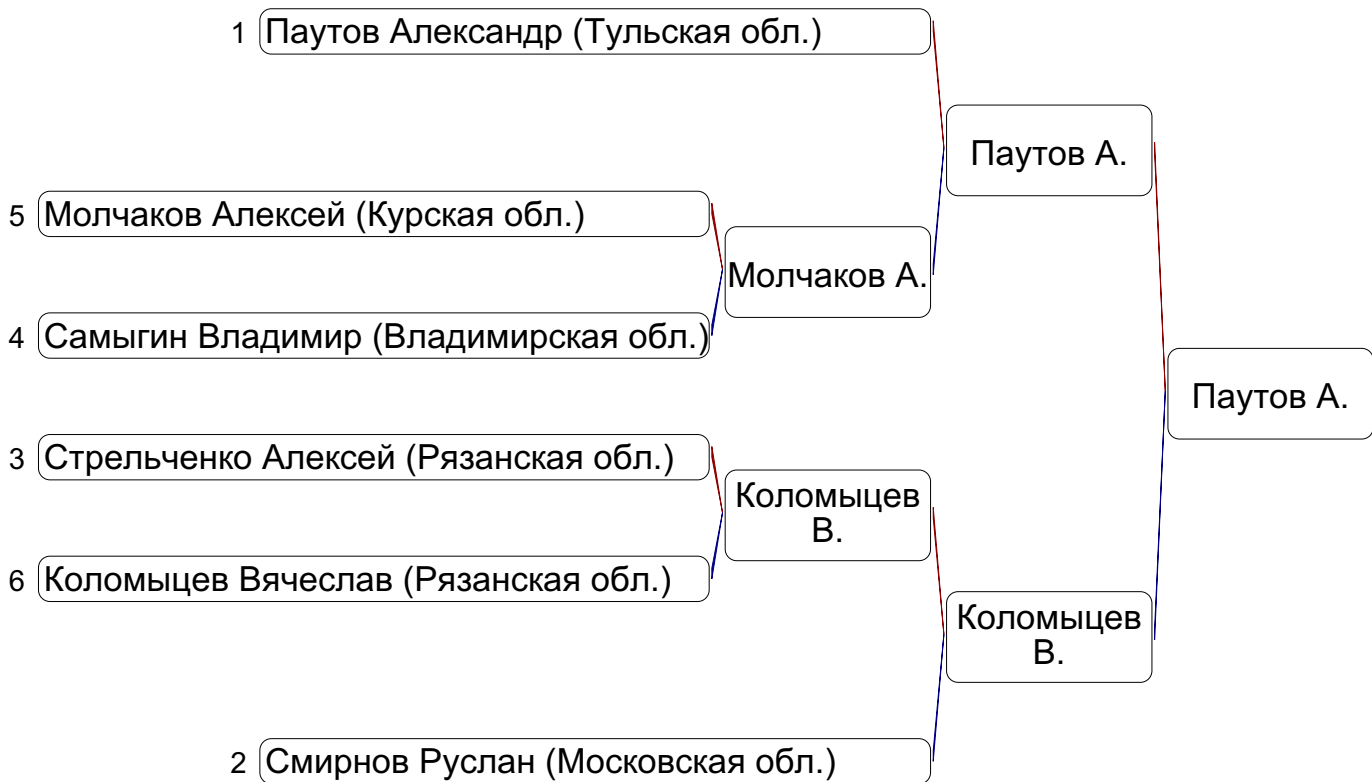 1 Паутов Александр (Тульская обл.)
Паутов А.
5 Молчаков Алексей (Курская обл.)
Молчаков А.
4 Самыгин Владимир (Владимирская обл.)
Паутов А.
3 Стрельченко Алексей (Рязанская обл.)
Коломыцев
В.
6 Коломыцев Вячеслав (Рязанская обл.)
Коломыцев
В.
2 Смирнов Руслан (Московская обл.)